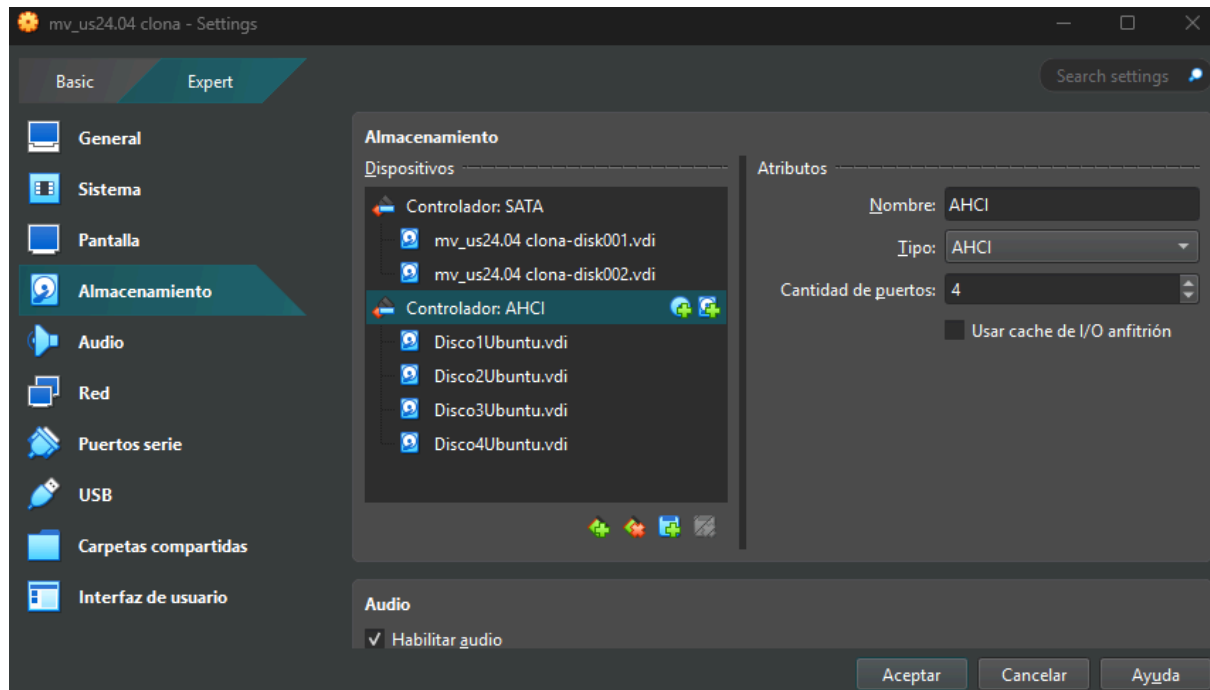 mv_us24.04 clona - Settings
Basic
Expert
Search settings
General
Sistema
Pantalla
Almacenamiento
Audio
Red
Puertos serie
USB
Carpetas compartidas
Interfaz de usuario
Almacenamiento
Dispositivos
Controlador: SATA
mv_us24.04 clona-disk001.vdi
mv_us24.04 clona-disk002.vdi
Controlador: AHCI
Disco1Ubuntu.vdi
Disco2Ubuntu.vdi
Disco3Ubuntu.vdi
Disco4Ubuntu.vdi
Atributos
Nombre: AHCI
Tipo: AHCI
Cantidad de puertos: 4
Usar cache de I/O anfitrión
Audio
Habilitar audio
Aceptar
Cancelar
Ayuda